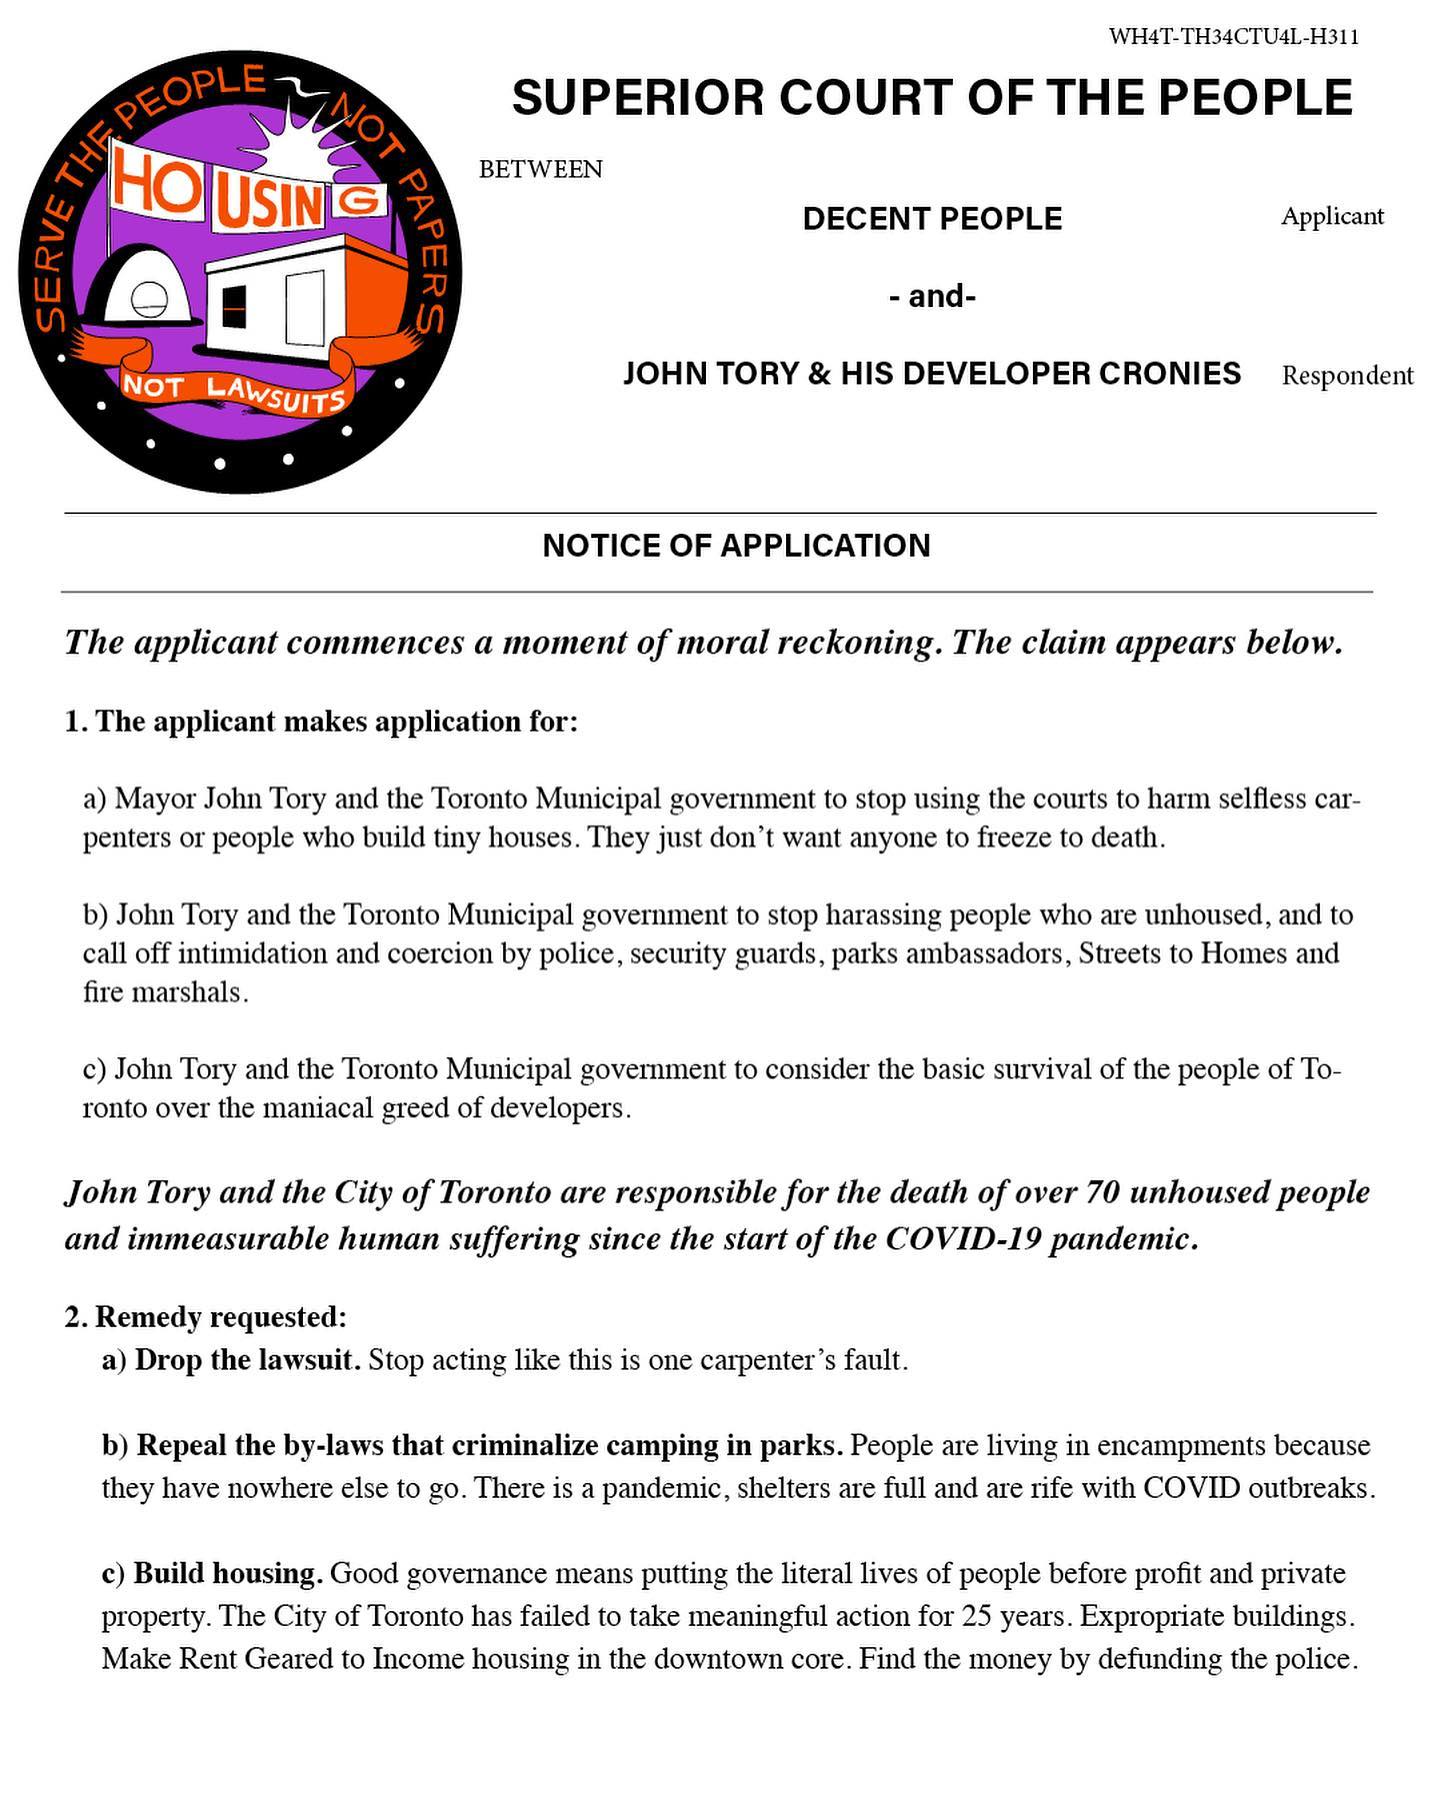 WH4T-TH34CTU4L-H311
SERVE THE PEOPLE ~ NOT PAPERS
HOUSING
NOT LAWSUITS
SUPERIOR COURT OF THE PEOPLE
BETWEEN
DECENT PEOPLE Applicant
- and-
JOHN TORY & HIS DEVELOPER CRONIES Respondent
NOTICE OF APPLICATION
The applicant commences a moment of moral reckoning. The claim appears below.
1. The applicant makes application for:
a) Mayor John Tory and the Toronto Municipal government to stop using the courts to harm selfless car-
penters or people who build tiny houses. They just don’t want anyone to freeze to death.
b) John Tory and the Toronto Municipal government to stop harassing people who are unhoused, and to
call off intimidation and coercion by police, security guards, parks ambassadors, Streets to Homes and
fire marshals.
c) John Tory and the Toronto Municipal government to consider the basic survival of the people of To-
ronto over the maniacal greed of developers.
John Tory and the City of Toronto are responsible for the death of over 70 unhoused people
and immeasurable human suffering since the start of the COVID-19 pandemic.
2. Remedy requested:
a) Drop the lawsuit. Stop acting like this is one carpenter’s fault.
b) Repeal the by-laws that criminalize camping in parks. People are living in encampments because
they have nowhere else to go. There is a pandemic, shelters are full and are rife with COVID outbreaks.
c) Build housing. Good governance means putting the literal lives of people before profit and private
property. The City of Toronto has failed to take meaningful action for 25 years. Expropriate buildings.
Make Rent Geared to Income housing in the downtown core. Find the money by defunding the police.